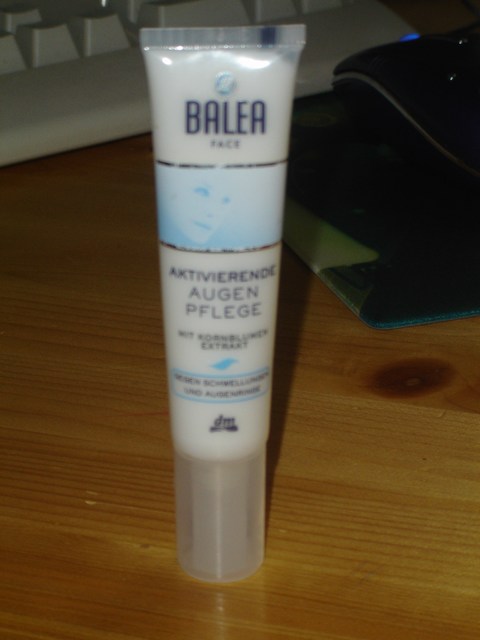 BALEA
FACE
AKTIVIERENDE
AUGEN
PFLEGE
MIT KORNBLUMEN
EXTRAKT
GEGEN SCHWELLUNGEN
UND AUGENRINGE
dm